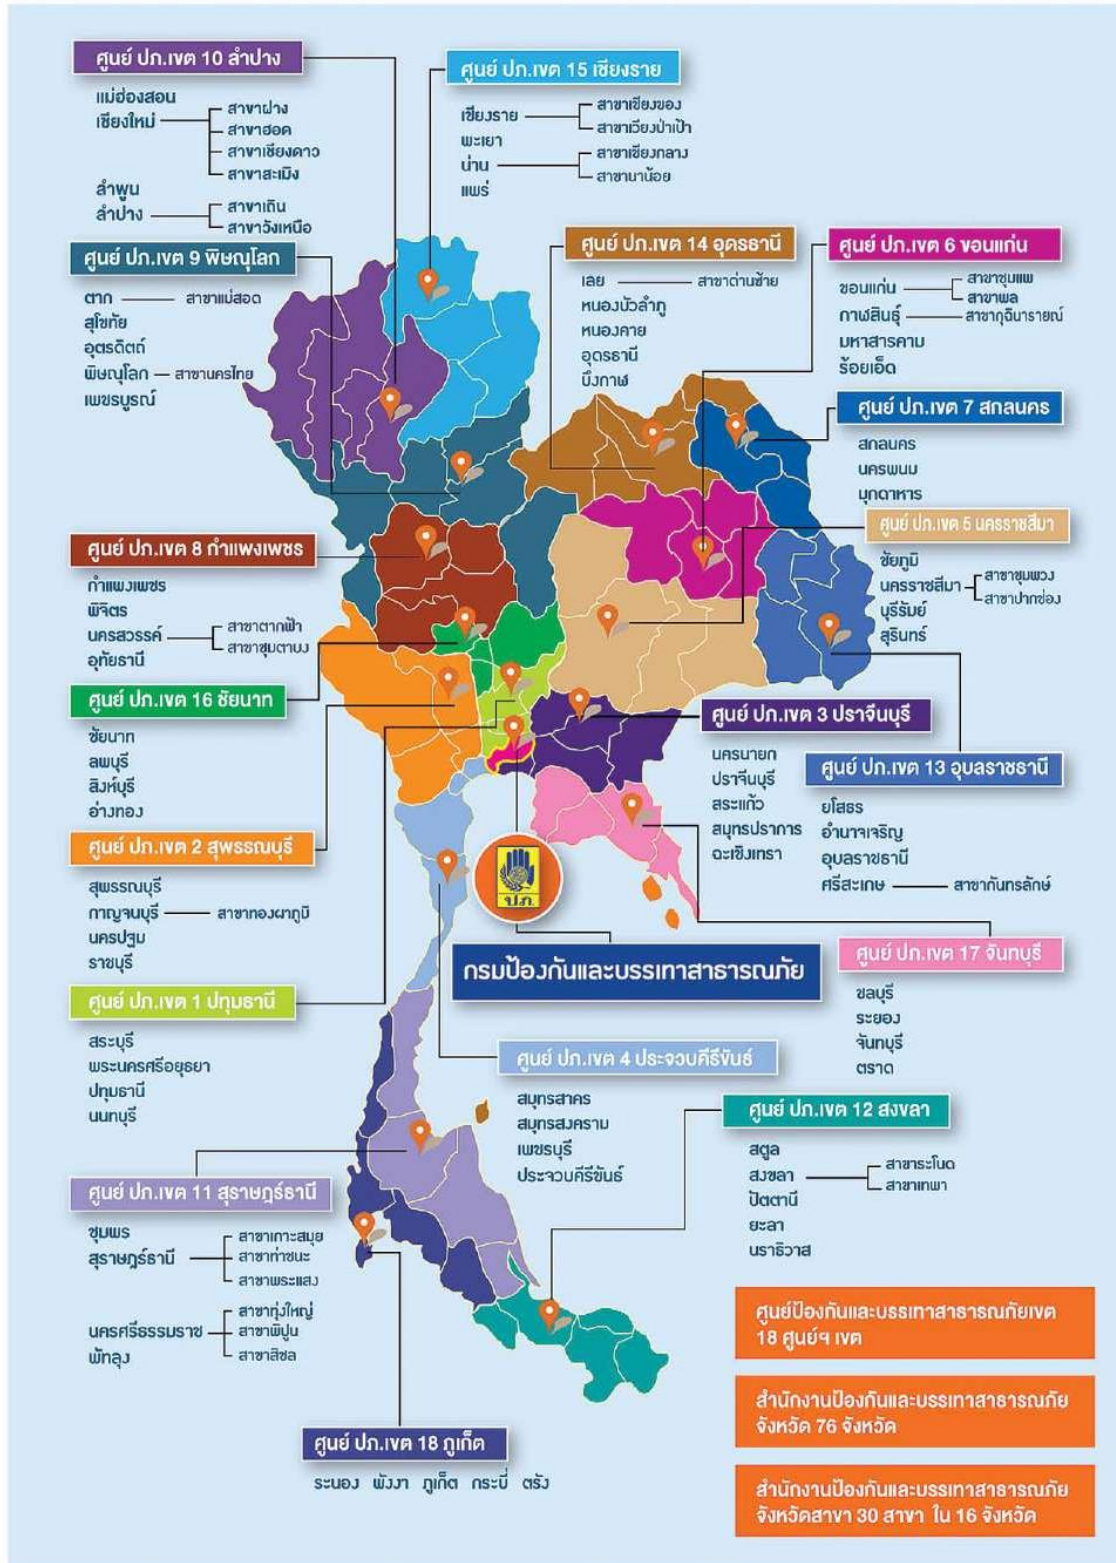 ศูนย์ ปภ.เขต 10 ลำปาง
แม่ฮ่องสอน
เชียงใหม่
สาขาฝาง
สาขาฮอด
สาขาเชียงดาว
สาขาสะเมิง
ลำพูน
ลำปาง
สาขาเถิน
สาขาวังเหนือ
ศูนย์ ปภ.เขต 15 เชียงราย
เชียงราย
สาขาเชียงของ
สาขาเวียงป่าเป้า
พะเยา
น่าน
สาขาเชียงกลาง
สาขานาน้อย
แพร่
ศูนย์ ปภ.เขต 9 พิษณุโลก
ตาก
สาขาแม่สอด
สุโขทัย
อุตรดิตถ์
พิษณุโลก
สาขานครไทย
เพชรบูรณ์
ศูนย์ ปภ.เขต 14 อุดรธานี
เลย
สาขาด่านซ้าย
หนองบัวลำภู
หนองคาย
อุดรธานี
บึงกาฬ
ศูนย์ ปภ.เขต 6 ขอนแก่น
ขอนแก่น
สาขาชุมแพ
สาขาพล
กาฬสินธุ์
สาขากุฉินารายณ์
มหาสารคาม
ร้อยเอ็ด
ศูนย์ ปภ.เขต 7 สกลนคร
สกลนคร
นครพนม
มุกดาหาร
ศูนย์ ปภ.เขต 5 นครราชสีมา
ชัยภูมิ
นครราชสีมา
สาขาชุมพวง
สาขาปากช่อง
บุรีรัมย์
สุรินทร์
ศูนย์ ปภ.เขต 8 กำแพงเพชร
กำแพงเพชร
พิจิตร
นครสวรรค์
สาขาตากฟ้า
สาขาชุมตาบง
อุทัยธานี
ศูนย์ ปภ.เขต 16 ชัยนาท
ชัยนาท
ลพบุรี
สิงห์บุรี
อ่างทอง
ศูนย์ ปภ.เขต 3 ปราจีนบุรี
นครนายก
ปราจีนบุรี
สระแก้ว
สมุทรปราการ
ฉะเชิงเทรา
ศูนย์ ปภ.เขต 13 อุบลราชธานี
ยโสธร
อำนาจเจริญ
อุบลราชธานี
ศรีสะเกษ
สาขากันทรลักษ์
ศูนย์ ปภ.เขต 2 สุพรรณบุรี
สุพรรณบุรี
กาญจนบุรี
สาขาทองผาภูมิ
นครปฐม
ราชบุรี
ปภ.
กรมป้องกันและบรรเทาสาธารณภัย
ศูนย์ ปภ.เขต 17 จันทบุรี
ชลบุรี
ระยอง
จันทบุรี
ตราด
ศูนย์ ปภ.เขต 1 ปทุมธานี
สระบุรี
พระนครศรีอยุธยา
ปทุมธานี
นนทบุรี
ศูนย์ ปภ.เขต 4 ประจวบคีรีขันธ์
สมุทรสาคร
สมุทรสงคราม
เพชรบุรี
ประจวบคีรีขันธ์
ศูนย์ ปภ.เขต 12 สงขลา
สตูล
สงขลา
สาขาระโนด
สาขาเทพา
ปัตตานี
ยะลา
นราธิวาส
ศูนย์ ปภ.เขต 11 สุราษฎร์ธานี
ชุมพร
สุราษฎร์ธานี
สาขาเกาะสมุย
สาขาท่าชนะ
สาขาพระแสง
นครศรีธรรมราช
สาขาทุ่งใหญ่
สาขาพิปูน
สาขาสิชล
พัทลุง
ศูนย์ ปภ.เขต 18 ภูเก็ต
ระนอง พังงา ภูเก็ต กระบี่ ตรัง
ศูนย์ป้องกันและบรรเทาสาธารณภัยเขต
18 ศูนย์ฯ เขต
สำนักงานป้องกันและบรรเทาสาธารณภัย
จังหวัด 76 จังหวัด
สำนักงานป้องกันและบรรเทาสาธารณภัย
จังหวัดสาขา 30 สาขา ใน 16 จังหวัด